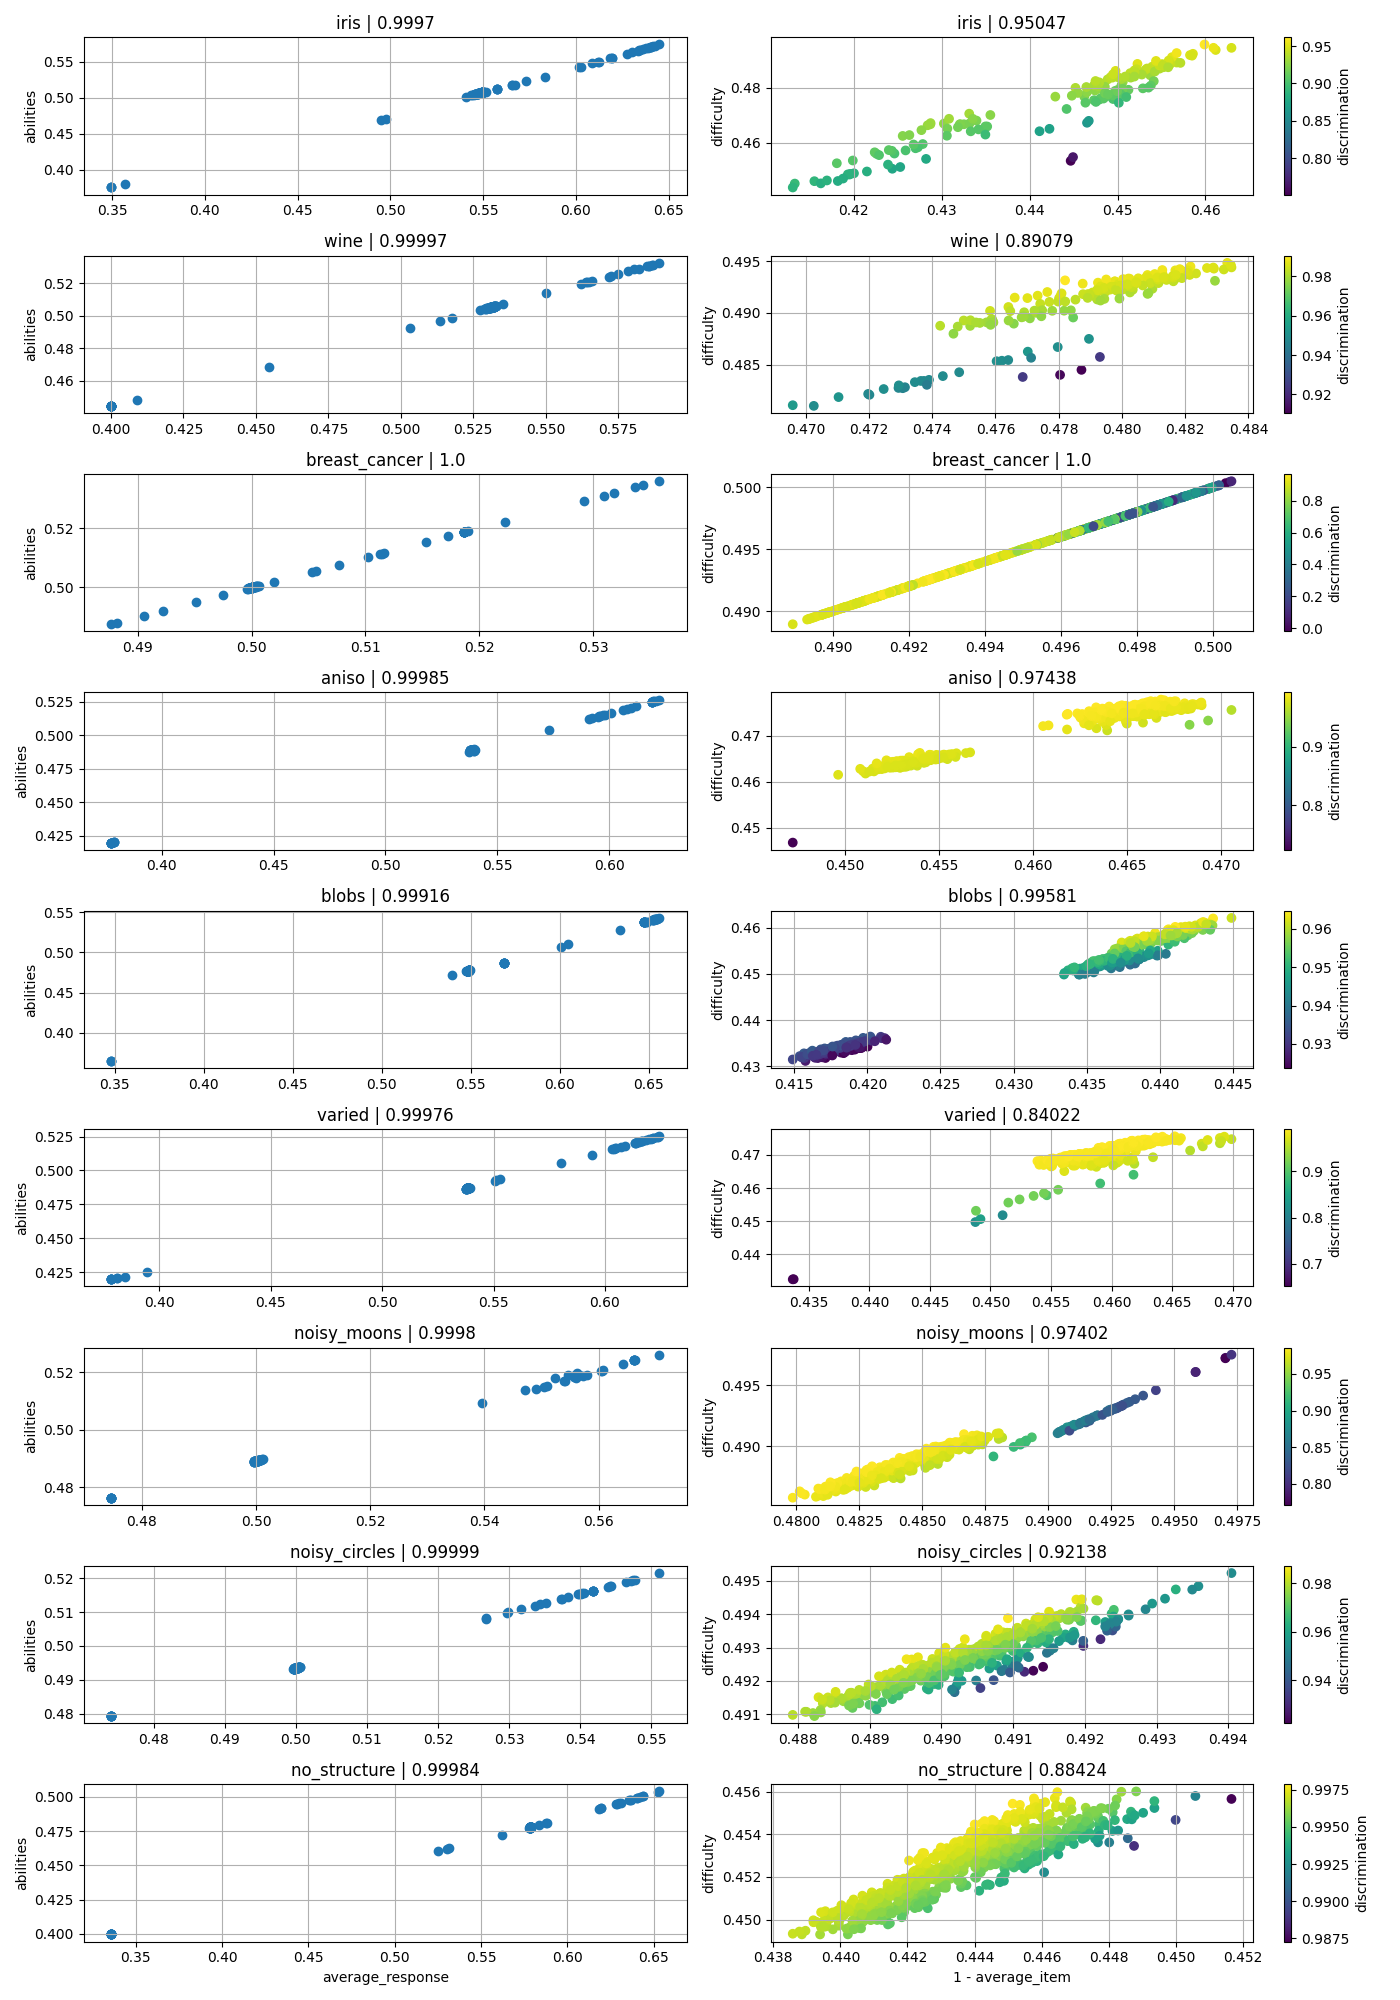 iris | 0.9997
abilities
0.55
0.50
0.45
0.40
0.35 0.40 0.45 0.50 0.55 0.60 0.65
iris | 0.95047
difficulty
0.48
0.46
0.42 0.43 0.44 0.45 0.46
0.95
0.90
0.85
0.80
discrimination
wine | 0.99997
abilities
0.52
0.50
0.48
0.46
0.400 0.425 0.450 0.475 0.500 0.525 0.550 0.575
wine | 0.89079
difficulty
0.495
0.490
0.485
0.470 0.472 0.474 0.476 0.478 0.480 0.482 0.484
0.98
0.96
0.94
0.92
discrimination
breast_cancer | 1.0
abilities
0.52
0.50
0.49 0.50 0.51 0.52 0.53
breast_cancer | 1.0
difficulty
0.500
0.495
0.490
0.490 0.492 0.494 0.496 0.498 0.500
0.8
0.6
0.4
0.2
0.0
discrimination
aniso | 0.99985
abilities
0.525
0.500
0.475
0.450
0.425
0.40 0.45 0.50 0.55 0.60
aniso | 0.97438
difficulty
0.47
0.46
0.45
0.450 0.455 0.460 0.465 0.470
0.9
0.8
discrimination
blobs | 0.99916
abilities
0.55
0.50
0.45
0.40
0.35 0.40 0.45 0.50 0.55 0.60 0.65
blobs | 0.99581
difficulty
0.46
0.45
0.44
0.43
0.415 0.420 0.425 0.430 0.435 0.440 0.445
0.96
0.95
0.94
0.93
discrimination
varied | 0.99976
abilities
0.525
0.500
0.475
0.450
0.425
0.40 0.45 0.50 0.55 0.60
varied | 0.84022
difficulty
0.47
0.46
0.45
0.44
0.435 0.440 0.445 0.450 0.455 0.460 0.465 0.470
0.9
0.8
0.7
discrimination
noisy_moons | 0.9998
abilities
0.52
0.50
0.48
0.48 0.50 0.52 0.54 0.56
noisy_moons | 0.97402
difficulty
0.495
0.490
0.4800 0.4825 0.4850 0.4875 0.4900 0.4925 0.4950 0.4975
0.95
0.90
0.85
0.80
discrimination
noisy_circles | 0.99999
abilities
0.52
0.51
0.50
0.49
0.48
0.48 0.49 0.50 0.51 0.52 0.53 0.54 0.55
noisy_circles | 0.92138
difficulty
0.495
0.494
0.493
0.492
0.491
0.488 0.489 0.490 0.491 0.492 0.493 0.494
0.98
0.96
0.94
discrimination
no_structure | 0.99984
abilities
0.500
0.475
0.450
0.425
0.400
0.35 0.40 0.45 0.50 0.55 0.60 0.65
average_response
no_structure | 0.88424
difficulty
0.456
0.454
0.452
0.450
0.438 0.440 0.442 0.444 0.446 0.448 0.450 0.452
1 - average_item
0.9975
0.9950
0.9925
0.9900
0.9875
discrimination